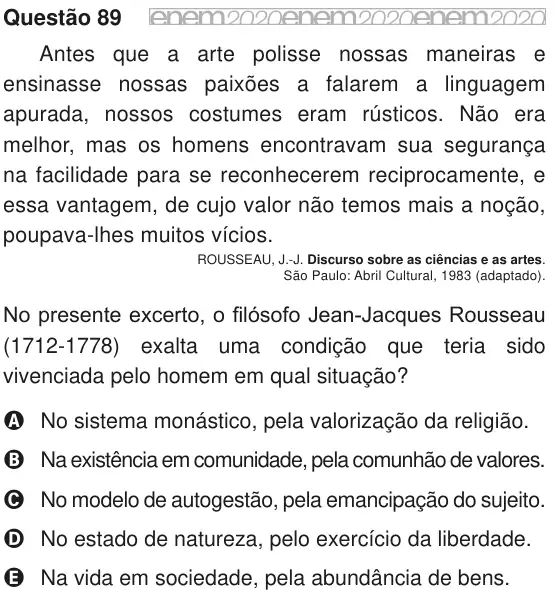 Questão 89 enem2020enem2020enem2020
Antes que a arte polisse nossas maneiras e
ensinasse nossas paixões a falarem a linguagem
apurada, nossos costumes eram rústicos. Não era
melhor, mas os homens encontravam sua segurança
na facilidade para se reconhecerem reciprocamente, e
essa vantagem, de cujo valor não temos mais a noção,
poupava-lhes muitos vícios.
ROUSSEAU, J.-J. Discurso sobre as ciências e as artes.
São Paulo: Abril Cultural, 1983 (adaptado).
No presente excerto, o filósofo Jean-Jacques Rousseau
(1712-1778) exalta uma condição que teria sido
vivenciada pelo homem em qual situação?
A No sistema monástico, pela valorização da religião.
B Na existência em comunidade, pela comunhão de valores.
C No modelo de autogestão, pela emancipação do sujeito.
D No estado de natureza, pelo exercício da liberdade.
E Na vida em sociedade, pela abundância de bens.